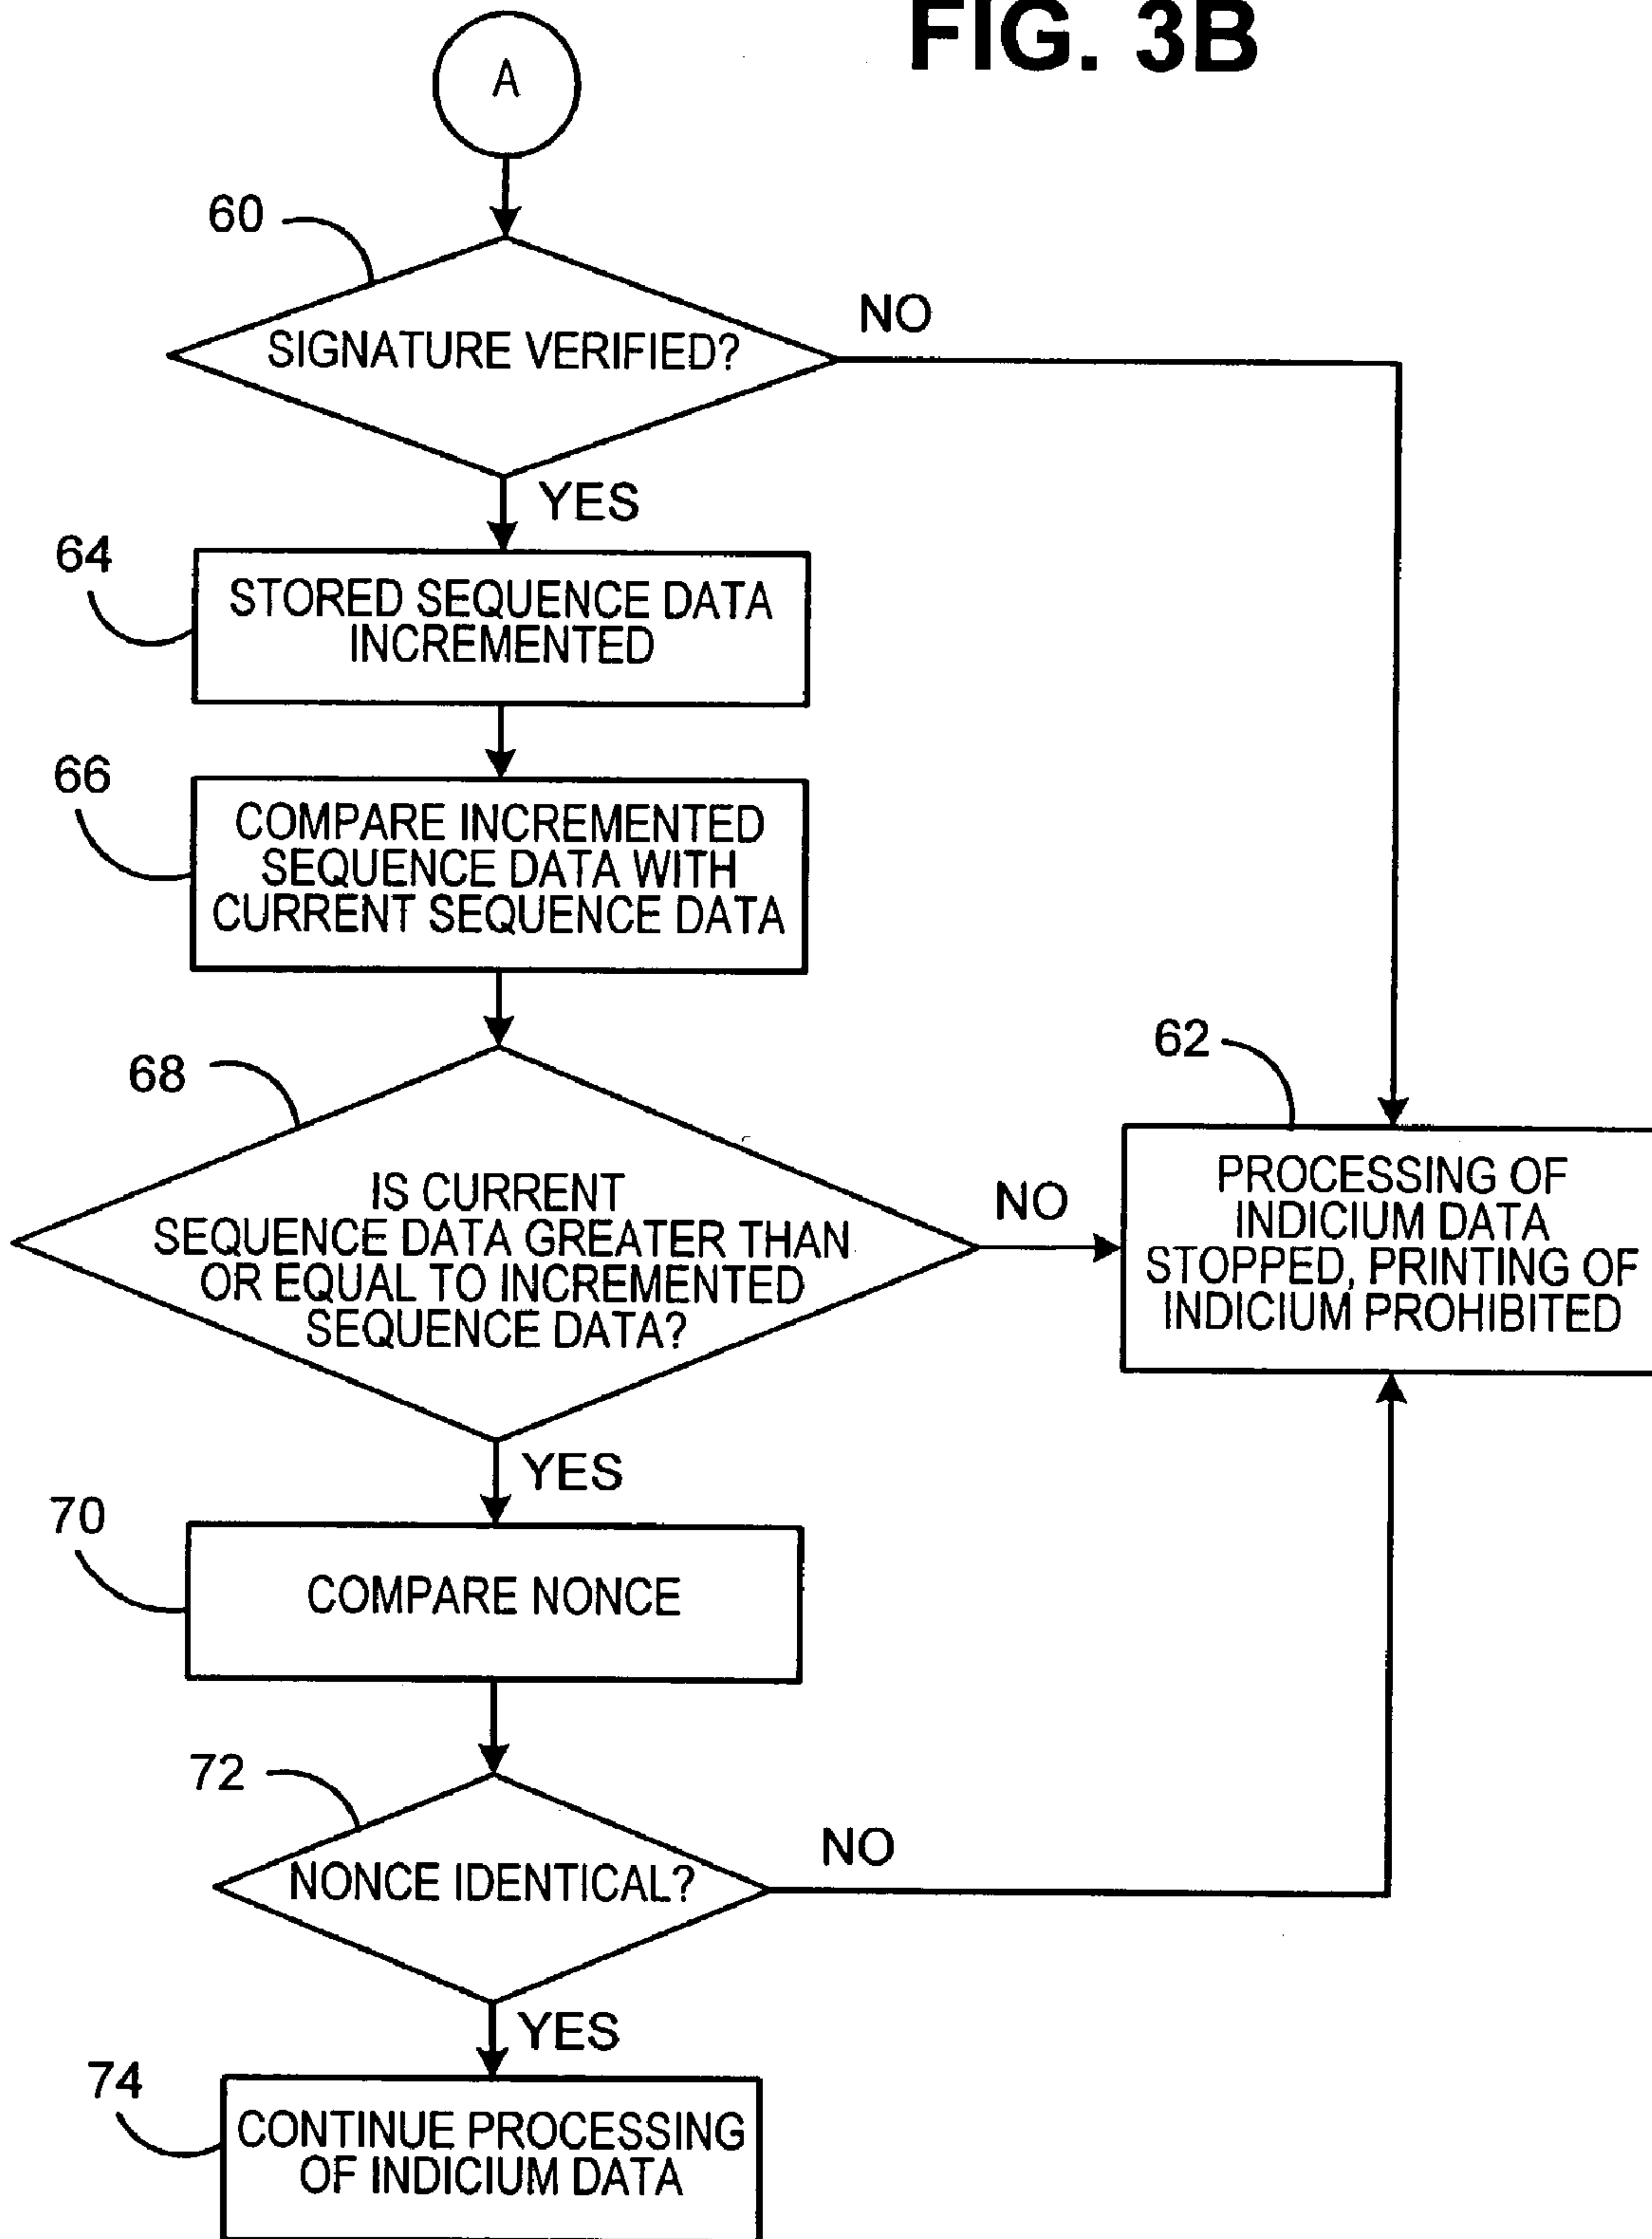 FIG. 3B
A
60
SIGNATURE VERIFIED?
NO
YES
64
STORED SEQUENCE DATA
INCREMENTED
66
COMPARE INCREMENTED
SEQUENCE DATA WITH
CURRENT SEQUENCE DATA
68
IS CURRENT
SEQUENCE DATA GREATER THAN
OR EQUAL TO INCREMENTED
SEQUENCE DATA?
NO
62
PROCESSING OF
INDICIUM DATA
STOPPED, PRINTING OF
INDICIUM PROHIBITED
YES
70
COMPARE NONCE
72
NONCE IDENTICAL?
NO
YES
74
CONTINUE PROCESSING
OF INDICIUM DATA